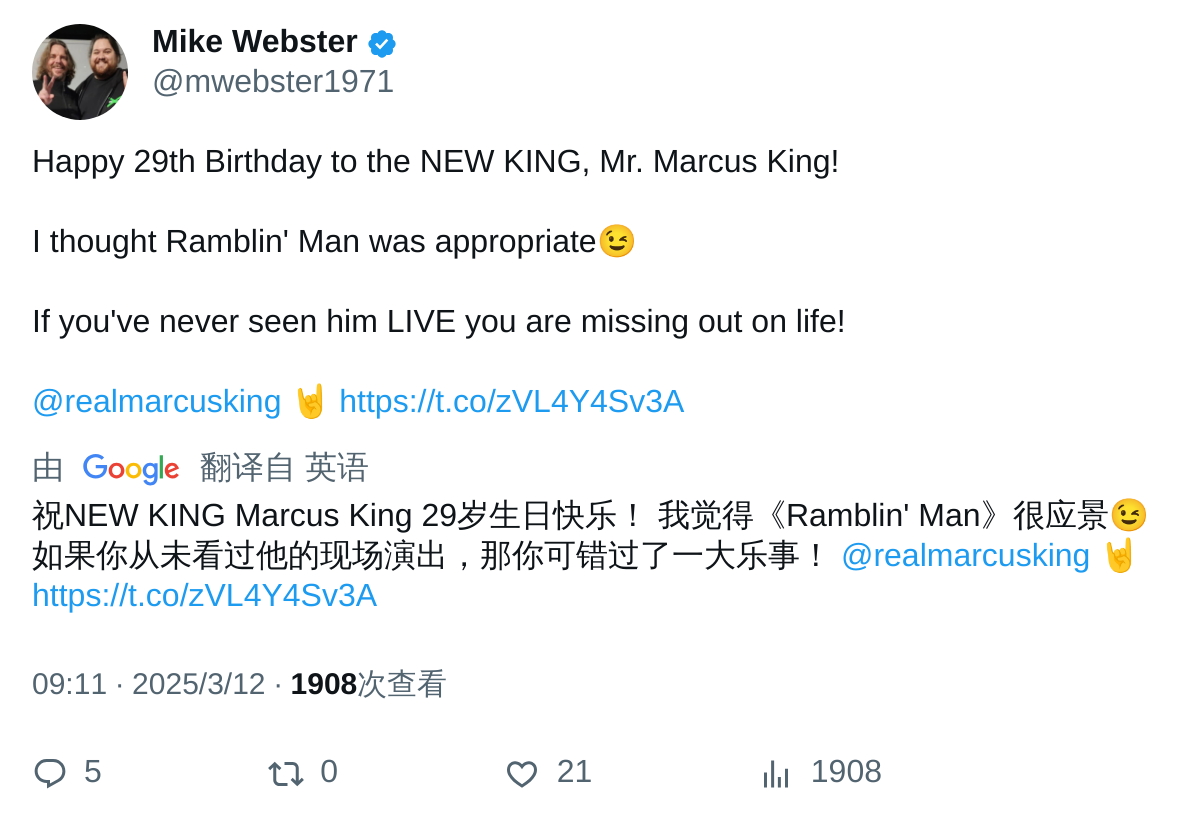 Mike Webster
@mwebster1971
Happy 29th Birthday to the NEW KING, Mr. Marcus King!
I thought Ramblin' Man was appropriate😉
If you've never seen him LIVE you are missing out on life!
@realmarcusking 🤘 https://t.co/zVL4Y4Sv3A
由 Google 翻译自 英语
祝NEW KING Marcus King 29岁生日快乐！ 我觉得《Ramblin' Man》很应景😉
如果你从未看过他的现场演出，那你可错过了一大乐事！ @realmarcusking 🤘
https://t.co/zVL4Y4Sv3A
09:11 · 2025/3/12 · 1908次查看
5 0 21 1908